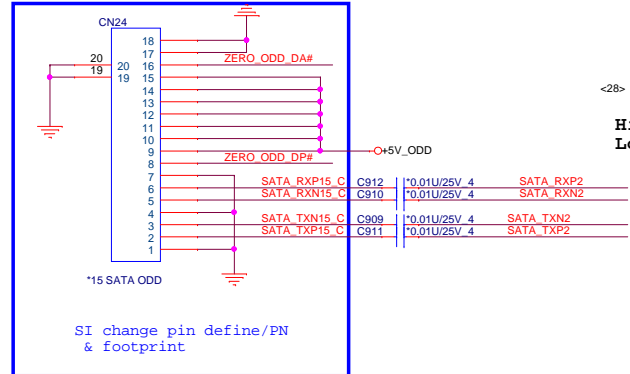 CN24
18
17
20 20 16 ZERO_ODD_DA#
19 19 15
14
13
12
11
10
9 +5V_ODD
8 ZERO_ODD_DP#
7
6 SATA_RXP15_C C912 *0.01U/25V_4 SATA_RXP2
5 SATA_RXN15_C C910 *0.01U/25V_4 SATA_RXN2
4
3 SATA_TXN15_C C909 *0.01U/25V_4 SATA_TXN2
2 SATA_TXP15_C C911 *0.01U/25V_4 SATA_TXP2
1
*15 SATA ODD
SI change pin define/PN
& footprint
<28>